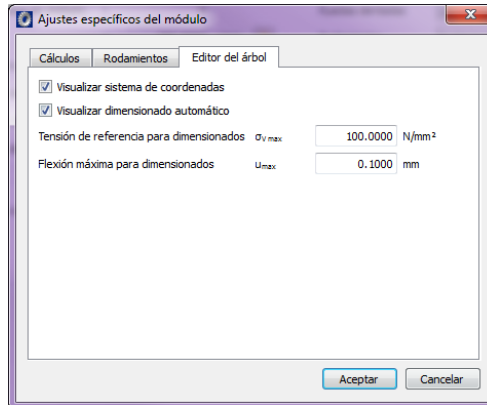 Ajustes específicos del módulo
Cálculos Rodamientos Editor del árbol
Visualizar sistema de coordenadas
Visualizar dimensionado automático
Tensión de referencia para dimensionados σv max 100.0000 N/mm²
Flexión máxima para dimensionados umax 0.1000 mm
Aceptar Cancelar